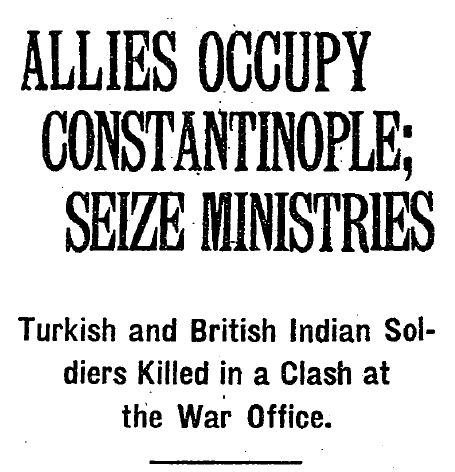 ALLIES OCCUPY
CONSTANTINOPLE;
SEIZE MINISTRIES
Turkish and British Indian Sol-
diers Killed in a Clash at
the War Office.